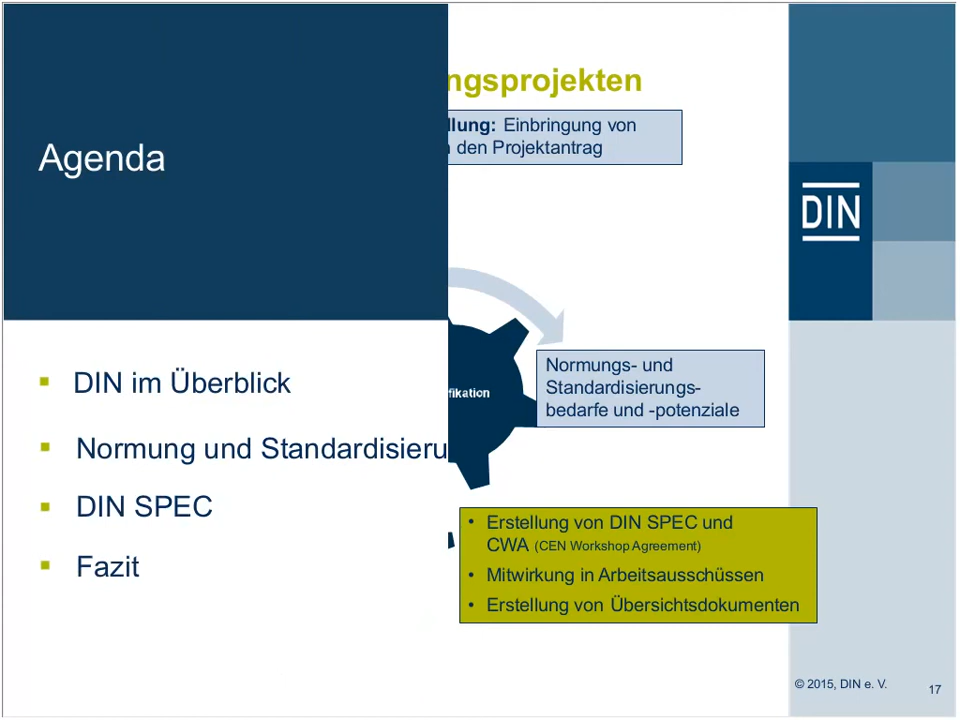 Agenda
DIN im Überblick
Normung und Standardisieru
DIN SPEC
Fazit
ngsprojekten
llung: Einbringung von
den Projektantrag
fikation
Normungs- und
Standardisierungs-
bedarfe und -potenziale
• Erstellung von DIN SPEC und
CWA (CEN Workshop Agreement)
• Mitwirkung in Arbeitsausschüssen
• Erstellung von Übersichtsdokumenten
DIN
© 2015, DIN e. V.
17